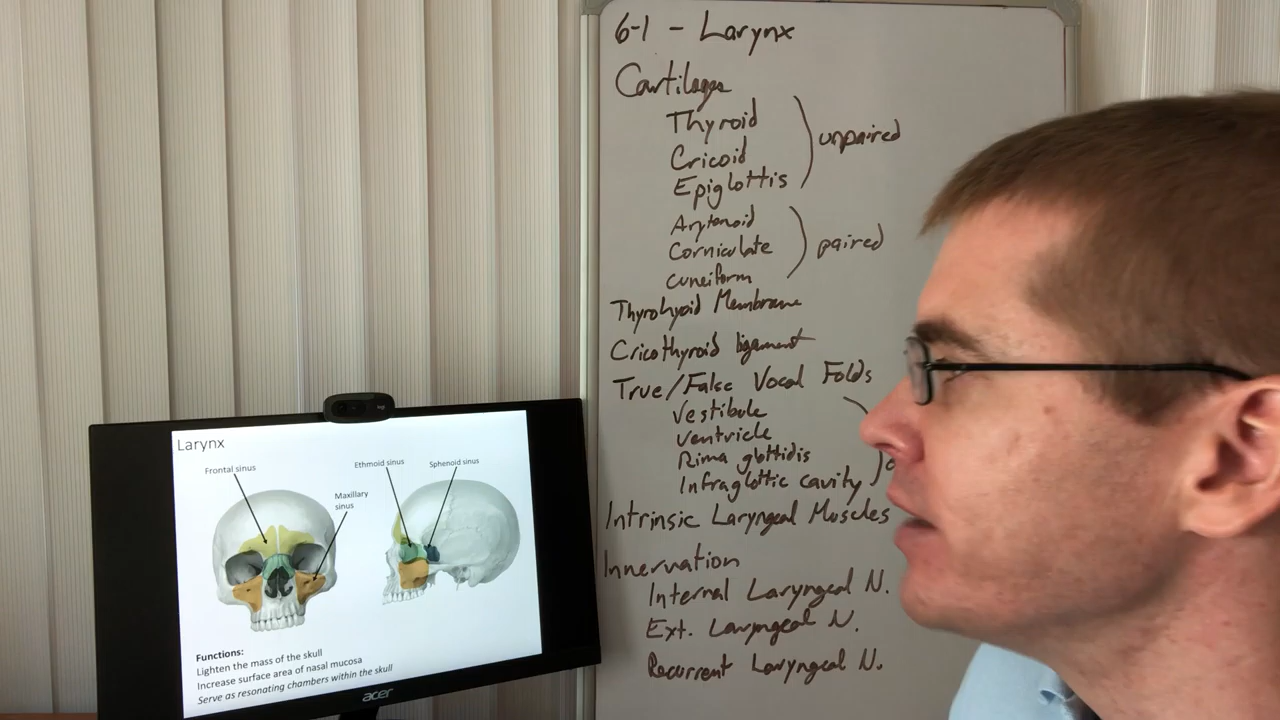 6-1 - Larynx
Cartilages
Thyroid
Cricoid
Epiglottis
unpaired
Arytenoid
Corniculate
cuneiform
paired
Thyrohyoid Membrane
Cricothyroid ligament
True/False Vocal Folds
Vestibule
ventricle
Rima glottidis
Infraglottic cavity
Intrinsic Laryngeal Muscles
Innervation
Internal Laryngeal N.
Ext. Laryngeal N.
Recurrent Laryngeal N.
logi
Larynx
Frontal sinus
Maxillary
sinus
Ethmoid sinus
Sphenoid sinus
Functions:
Lighten the mass of the skull
Increase surface area of nasal mucosa
Serve as resonating chambers within the skull
acer